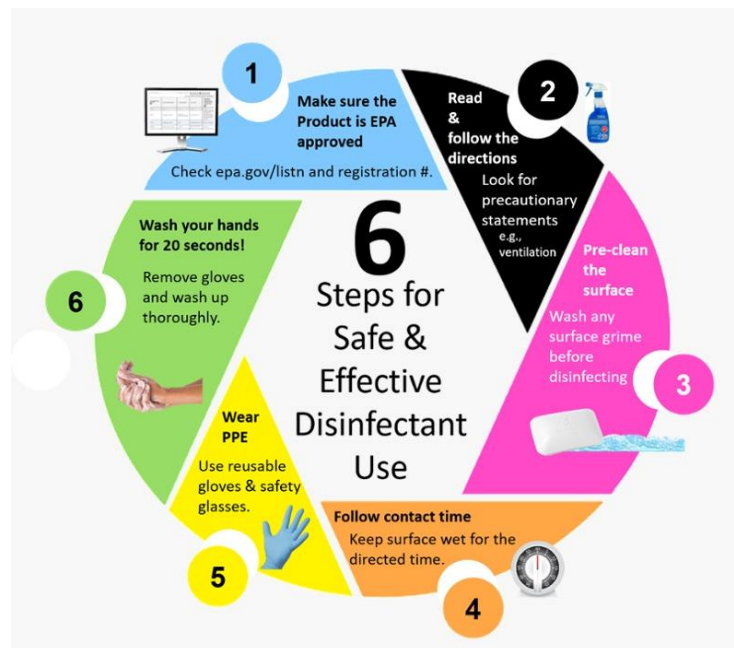 6
Steps for
Safe &
Effective
Disinfectant
Use
1
Make sure the
Product is EPA
approved
Check epa.gov/listn and registration #.
2
Read
&
follow the
directions
Look for
precautionary
statements
e.g.,
ventilation
3
Pre-clean
the
surface
Wash any
surface grime
before
disinfecting
4
Follow contact time
Keep surface wet for the
directed time.
5
Wear
PPE
Use reusable
gloves & safety
glasses.
6
Wash your hands
for 20 seconds!
Remove gloves
and wash up
thoroughly.